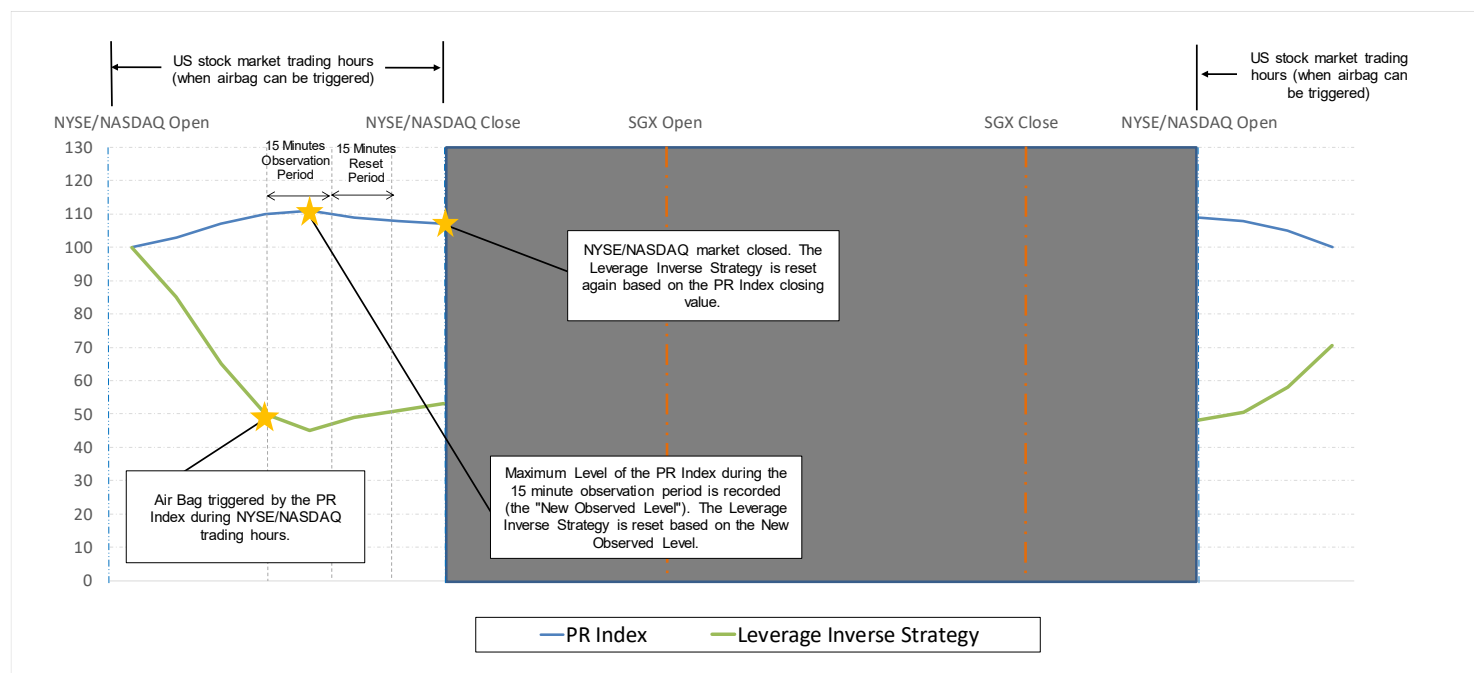 US stock market trading hours
(when airbag can be triggered)
US stock market trading
hours (when airbag can
be triggered)
NYSE/NASDAQ Open
NYSE/NASDAQ Close
SGX Open
SGX Close
NYSE/NASDAQ Open
15 Minutes
Observation
Period
15 Minutes
Reset
Period
130
120
110
100
90
80
70
60
50
40
30
20
10
0
NYSE/NASDAQ market closed. The
Leverage Inverse Strategy is reset
again based on the PR Index closing
value.
Air Bag triggered by the PR
Index during NYSE/NASDAQ
trading hours.
Maximum Level of the PR Index during the
15 minute observation period is recorded
(the "New Observed Level"). The Leverage
Inverse Strategy is reset based on the New
Observed Level.
PR Index
Leverage Inverse Strategy